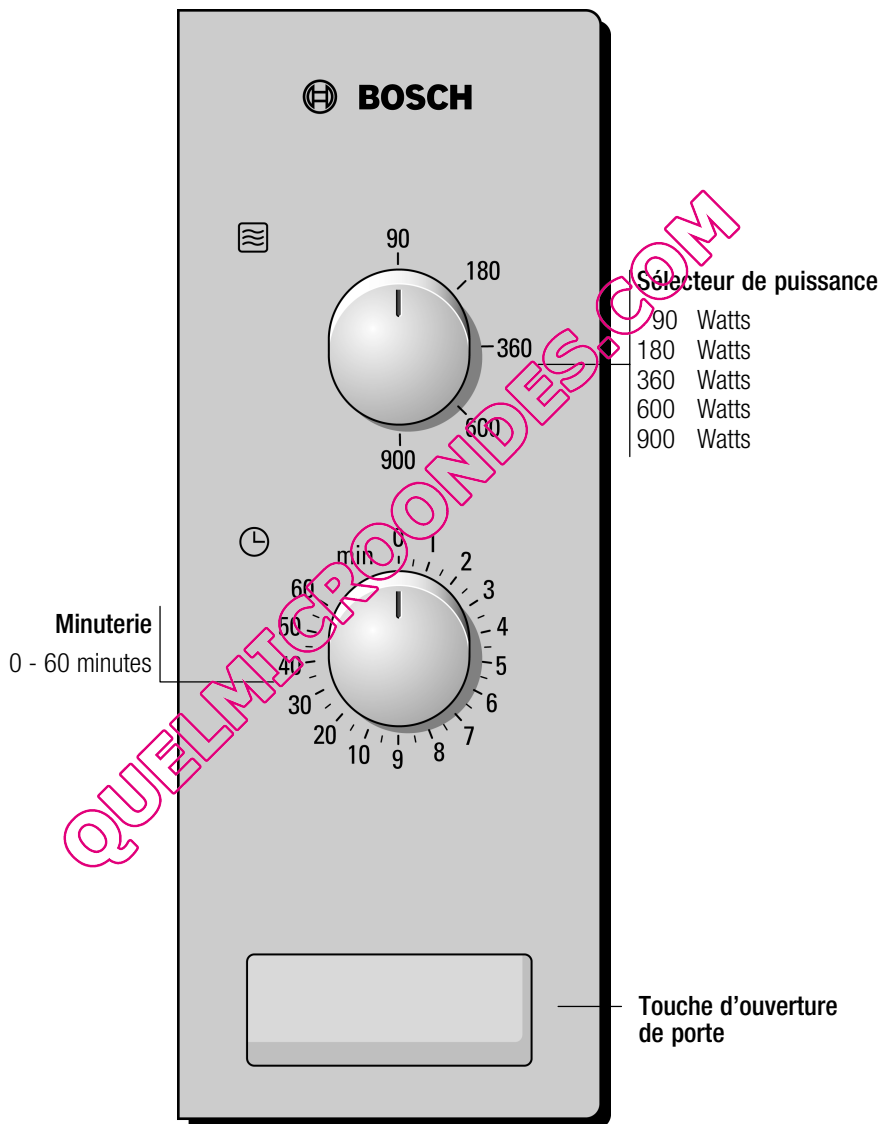 BOSCH
90
180
360
600
900
Sélecteur de puissance
90 Watts
180 Watts
360 Watts
600 Watts
900 Watts
min
0
1
2
3
4
5
6
7
8
9
10
20
30
40
50
60
Minuterie
0 - 60 minutes
Touche d'ouverture
de porte
QUELMICROONDES.COM